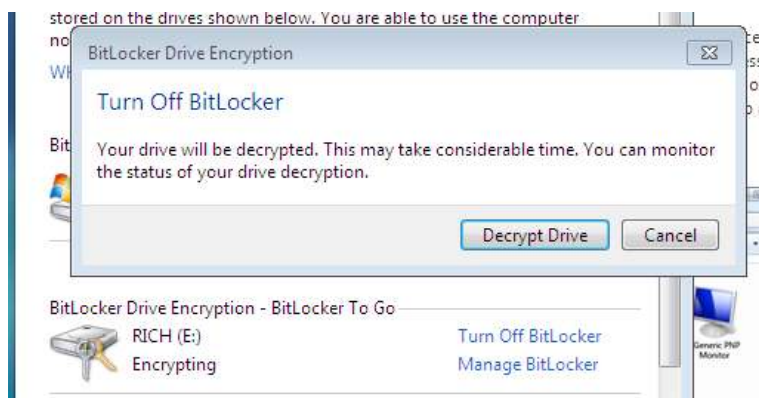 stored on the drives shown below. You are able to use the computer
no
BitLocker Drive Encryption
Wh
Turn Off BitLocker
Your drive will be decrypted. This may take considerable time. You can monitor
the status of your drive decryption.
Bit
Decrypt Drive
Cancel
BitLocker Drive Encryption - BitLocker To Go
RICH (E:)
Turn Off BitLocker
Encrypting
Manage BitLocker
Generic PNP
Monitor